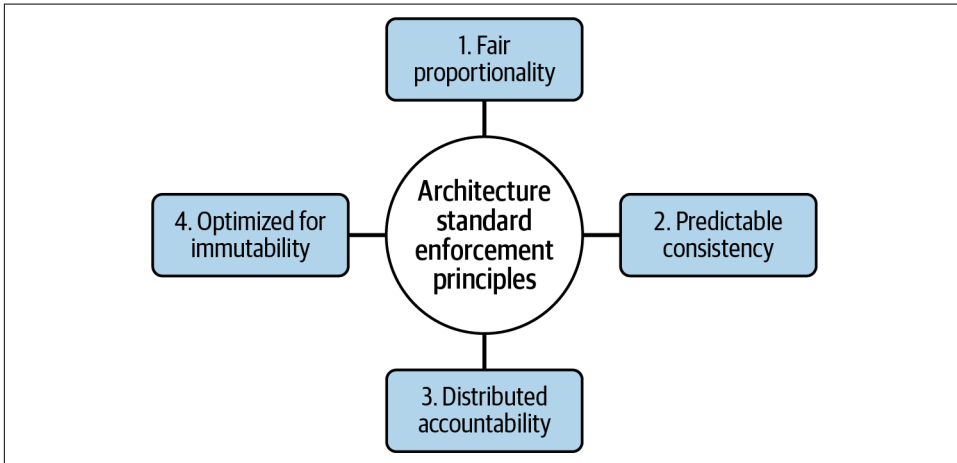 1. Fair
proportionality
Architecture
standard
enforcement
principles
4. Optimized for
immutability
2. Predictable
consistency
3. Distributed
accountability